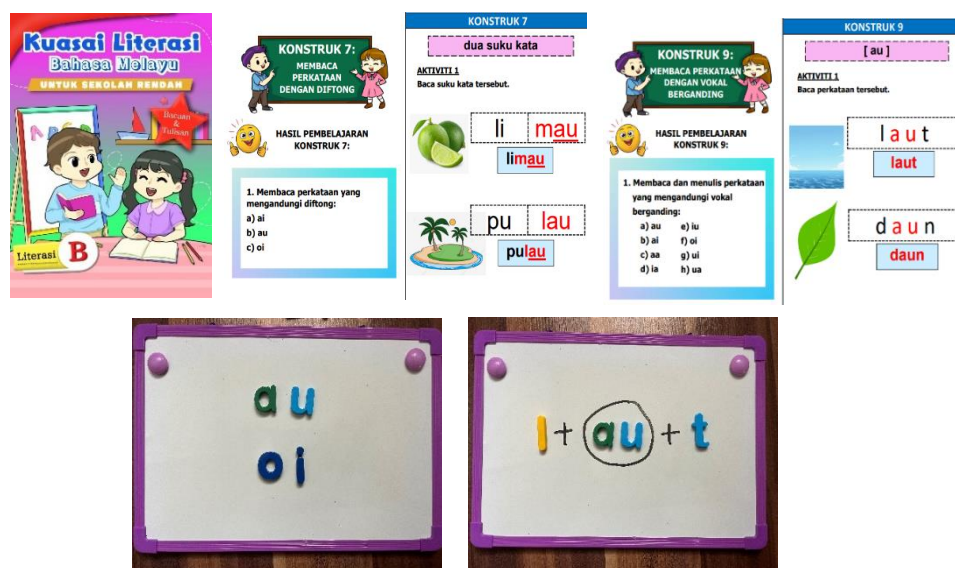 Kuasai Literasi
Bahasa Melayu
UNTUK SEKOLAH RENDAH
Bacaan
&
Tulisan
Literasi B
KONSTRUK 7:
MEMBACA
PERKATAAN
DENGAN DIFTONG
HASIL PEMBELAJARAN
KONSTRUK 7:
1. Membaca perkataan yang
mengandungi diftong:
a) ai
b) au
c) oi
KONSTRUK 7
dua suku kata
AKTIVITI 1
Baca suku kata tersebut.
li mau
limau
pu lau
pulau
KONSTRUK 9:
MEMBACA PERKATAAN
DENGAN VOKAL
BERGANDING
HASIL PEMBELAJARAN
KONSTRUK 9:
1. Membaca dan menulis perkataan
yang mengandungi vokal
berganding:
a) au e) iu
b) ai f) oi
c) aa g) ui
d) ia h) ua
KONSTRUK 9
[ au ]
AKTIVITI 1
Baca perkataan tersebut.
l a u t
laut
d a u n
daun
au
oi
l + au + t